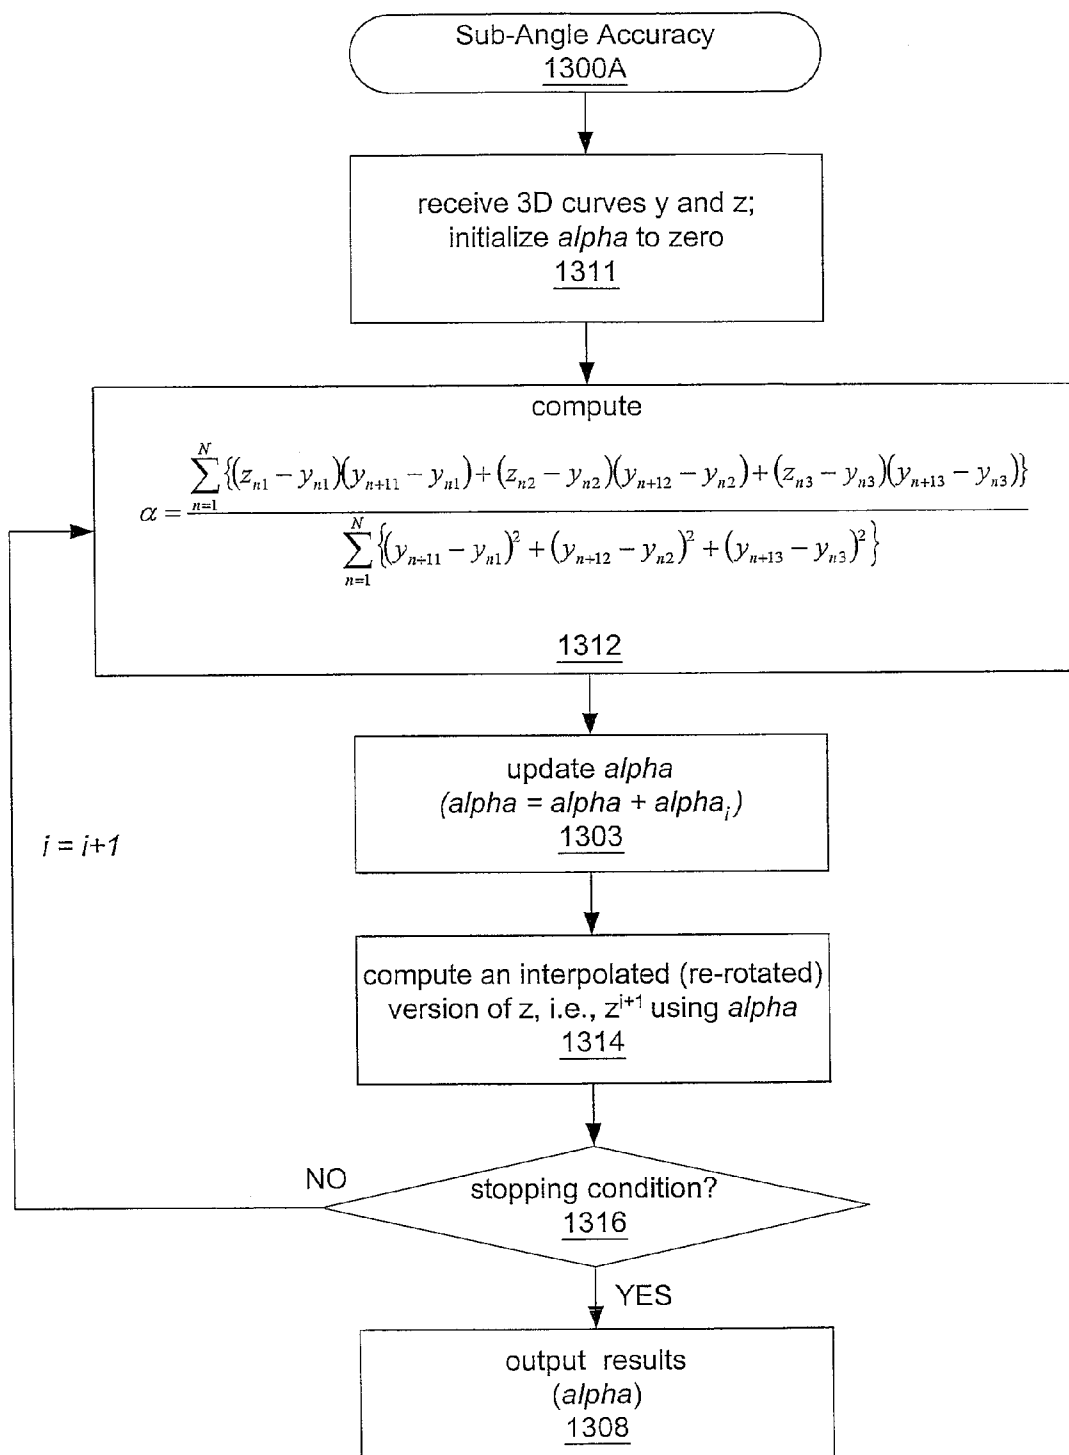 Sub-Angle Accuracy
1300A
receive 3D curves y and z;
initialize alpha to zero
1311
compute
α = \frac{\sum_{n=1}^{N} \{(z_{n1} - y_{n1})(y_{n+11} - y_{n1}) + (z_{n2} - y_{n2})(y_{n+12} - y_{n2}) + (z_{n3} - y_{n3})(y_{n+13} - y_{n3})\}}{\sum_{n=1}^{N} \{(y_{n+11} - y_{n1})^2 + (y_{n+12} - y_{n2})^2 + (y_{n+13} - y_{n3})^2\}}
1312
update alpha
(alpha = alpha + alpha_i)
1303
i = i+1
compute an interpolated (re-rotated)
version of z, i.e., z^{i+1} using alpha
1314
NO
stopping condition?
1316
YES
output results
(alpha)
1308